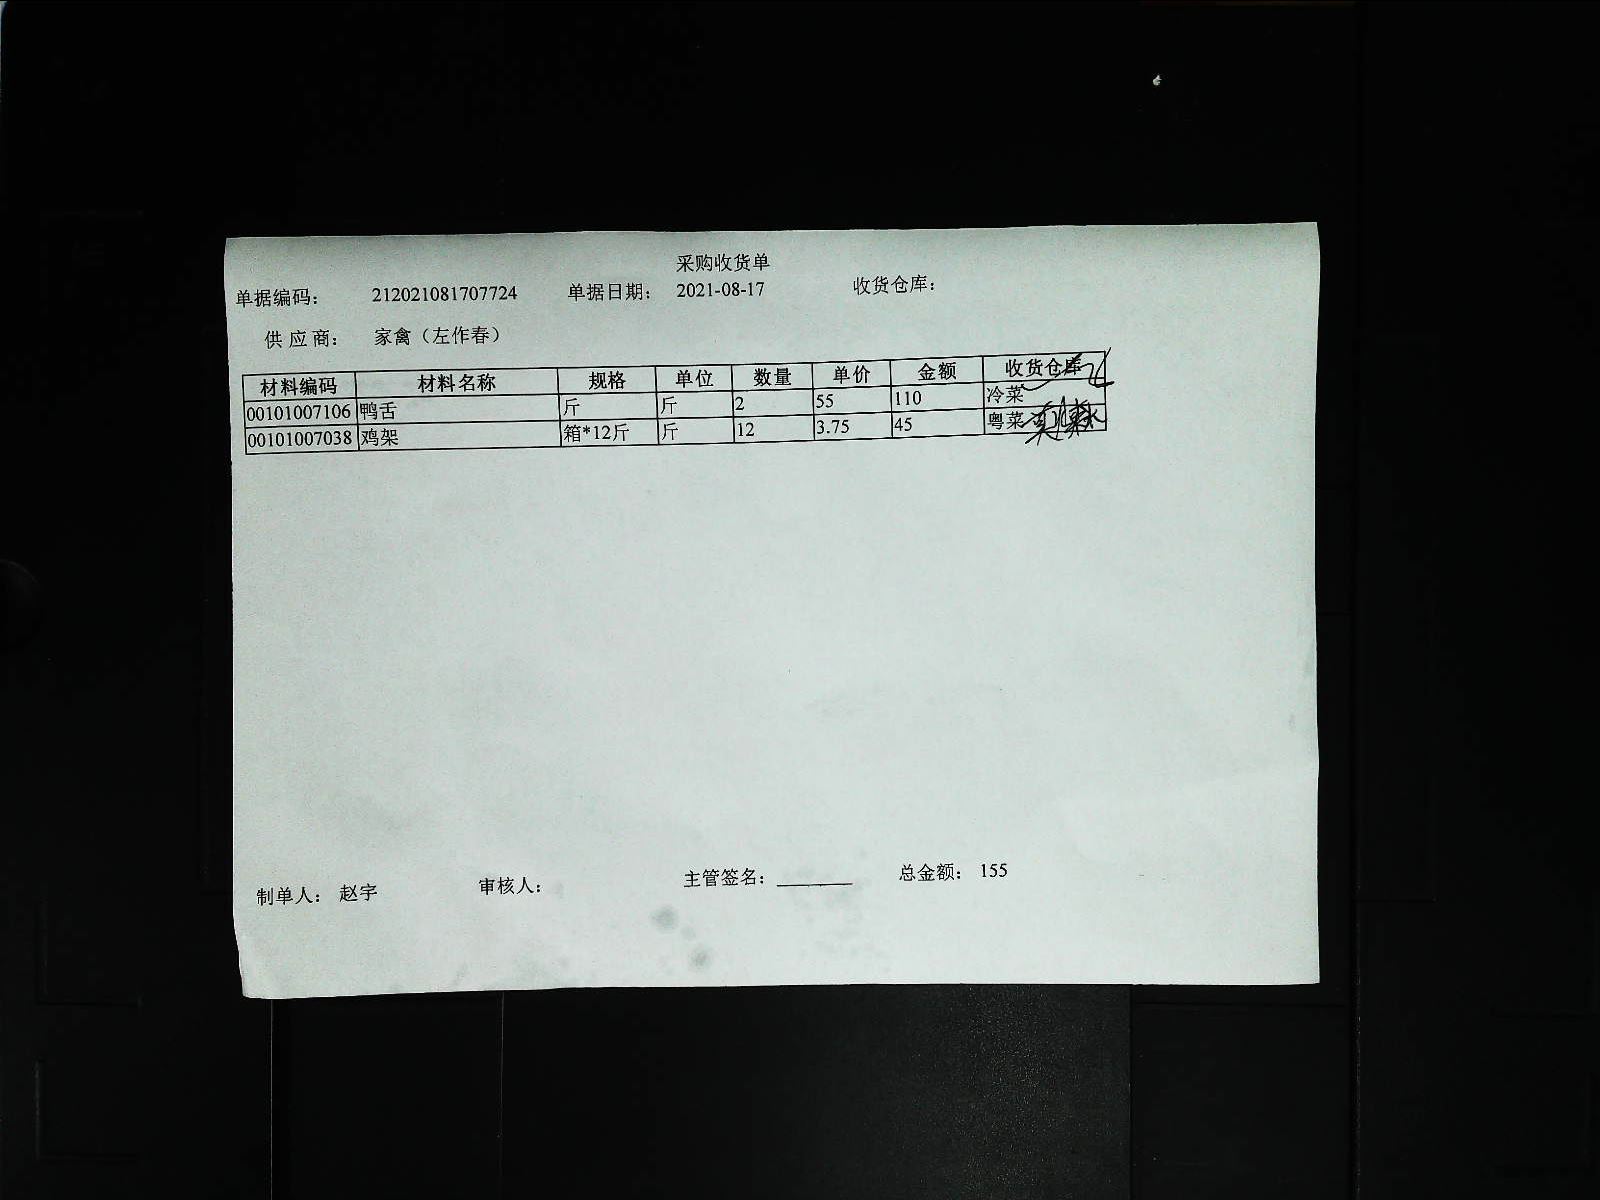 采购收货单
单据编码： 212021081707724 单据日期： 2021-08-17 收货仓库：
供应商： 家禽（左作春）
材料编码 材料名称 规格 单位 数量 单价 金额 收货仓库
00101007106 鸭舌 斤 斤 2 55 110 冷菜
00101007038 鸡架 箱*12斤 斤 12 3.75 45 粤菜
制单人： 赵宇 审核人： 主管签名： 总金额： 155